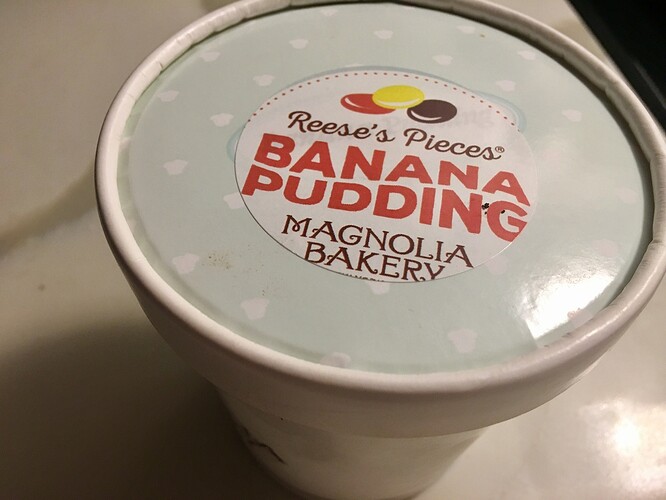 Reese's Pieces®
BANANA
PUDDING
MAGNOLIA
BAKERY